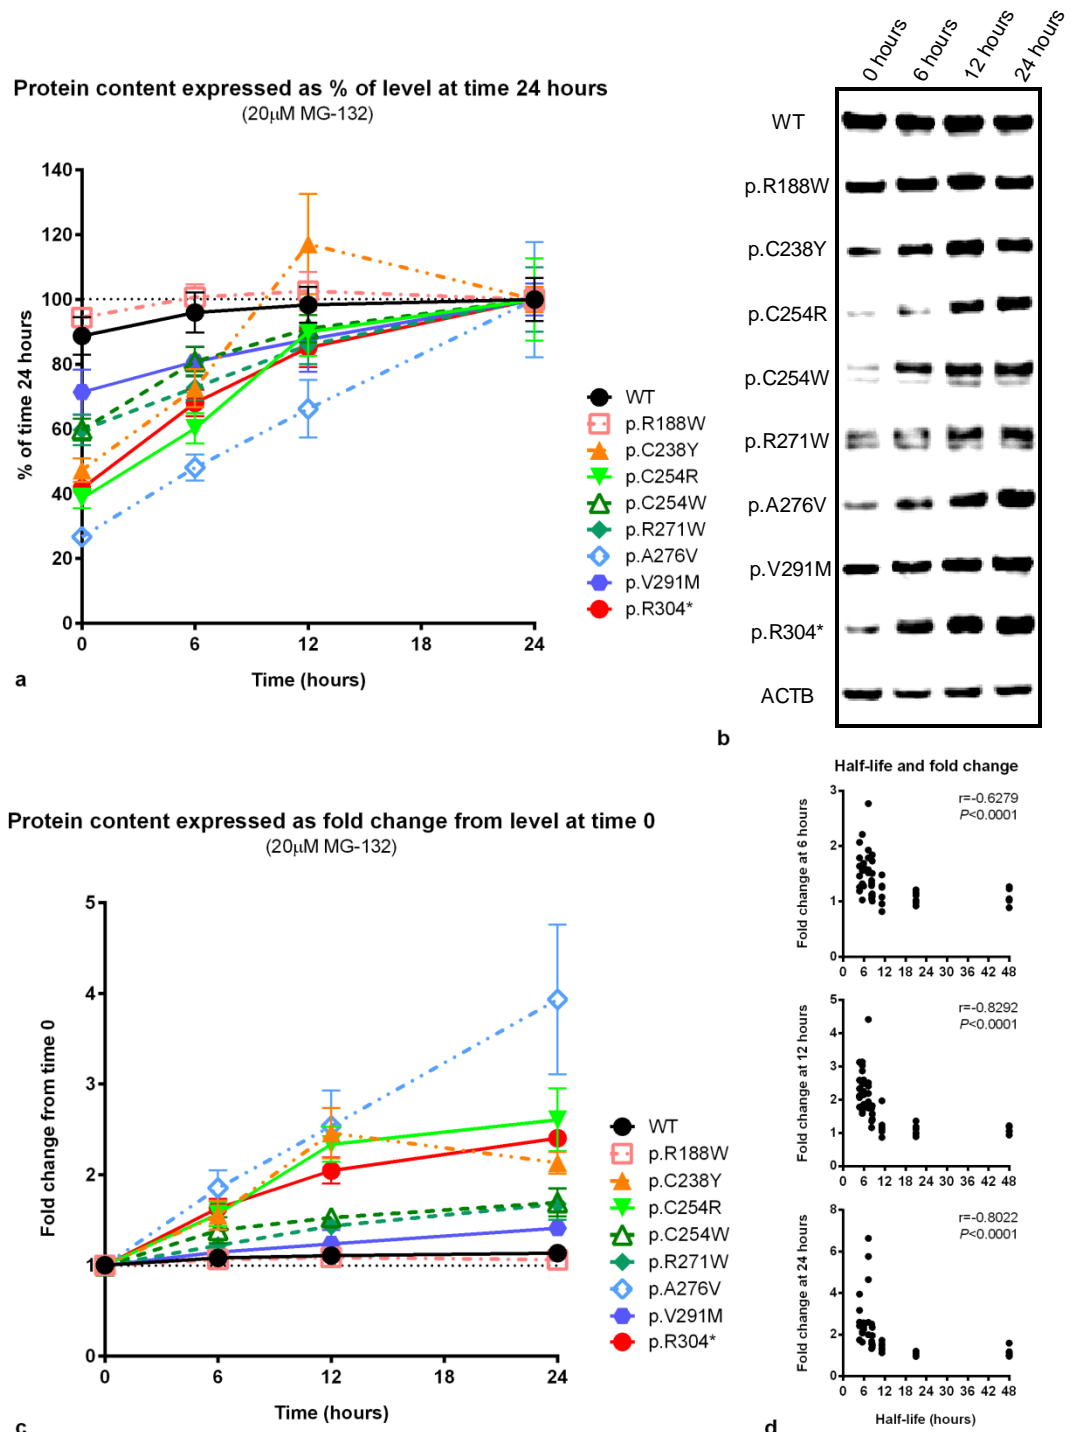 Protein content expressed as % of level at time 24 hours
(20µM MG-132)
% of time 24 hours
140
120
100
80
60
40
20
0
0 6 12 18 24
Time (hours)
WT
p.R188W
p.C238Y
p.C254R
p.C254W
p.R271W
p.A276V
p.V291M
p.R304*
a
0 hours
6 hours
12 hours
24 hours
WT
p.R188W
p.C238Y
p.C254R
p.C254W
p.R271W
p.A276V
p.V291M
p.R304*
ACTB
b
Protein content expressed as fold change from level at time 0
(20µM MG-132)
Fold change from time 0
5
4
3
2
1
0
0 6 12 18 24
Time (hours)
WT
p.R188W
p.C238Y
p.C254R
p.C254W
p.R271W
p.A276V
p.V291M
p.R304*
c
Half-life and fold change
r=-0.6279
P<0.0001
Fold change at 6 hours
3
2
1
0
0 6 12 18 24 30 36 42 48
r=-0.8292
P<0.0001
Fold change at 12 hours
5
4
3
2
1
0
0 6 12 18 24 30 36 42 48
r=-0.8022
P<0.0001
Fold change at 24 hours
8
6
4
2
0
0 6 12 18 24 30 36 42 48
Half-life (hours)
d